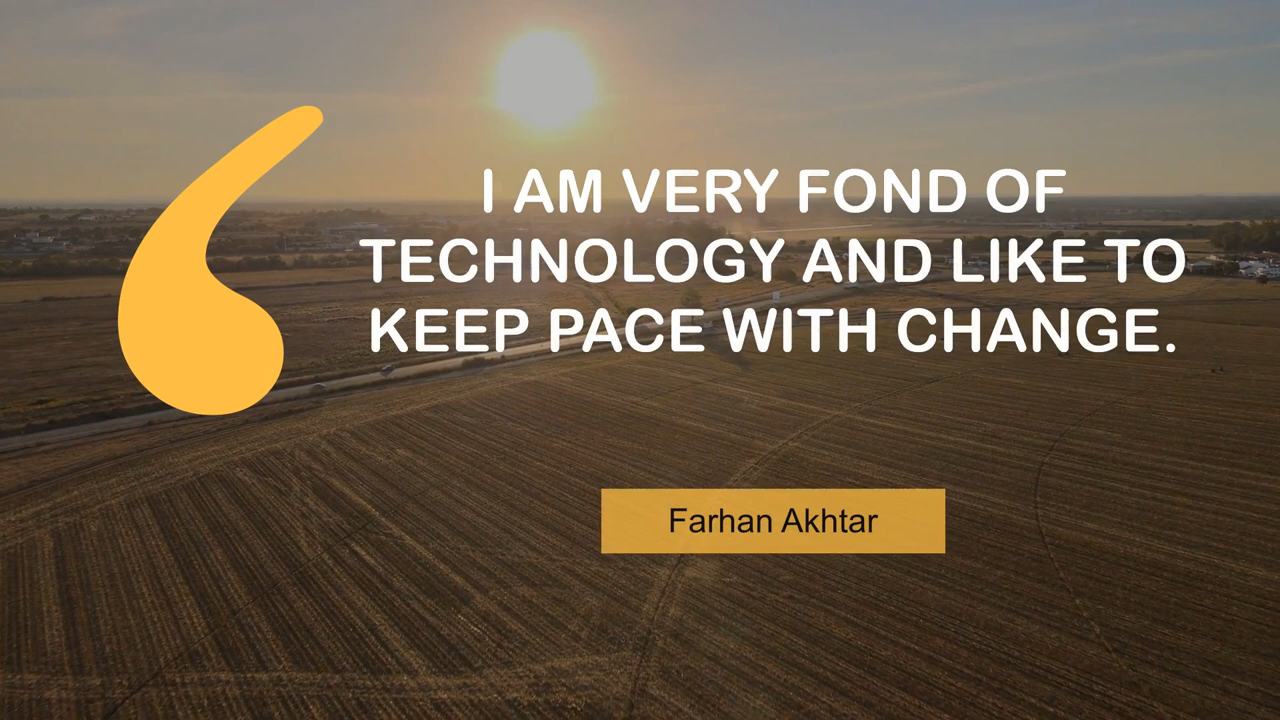 I AM VERY FOND OF
TECHNOLOGY AND LIKE TO
KEEP PACE WITH CHANGE.
Farhan Akhtar